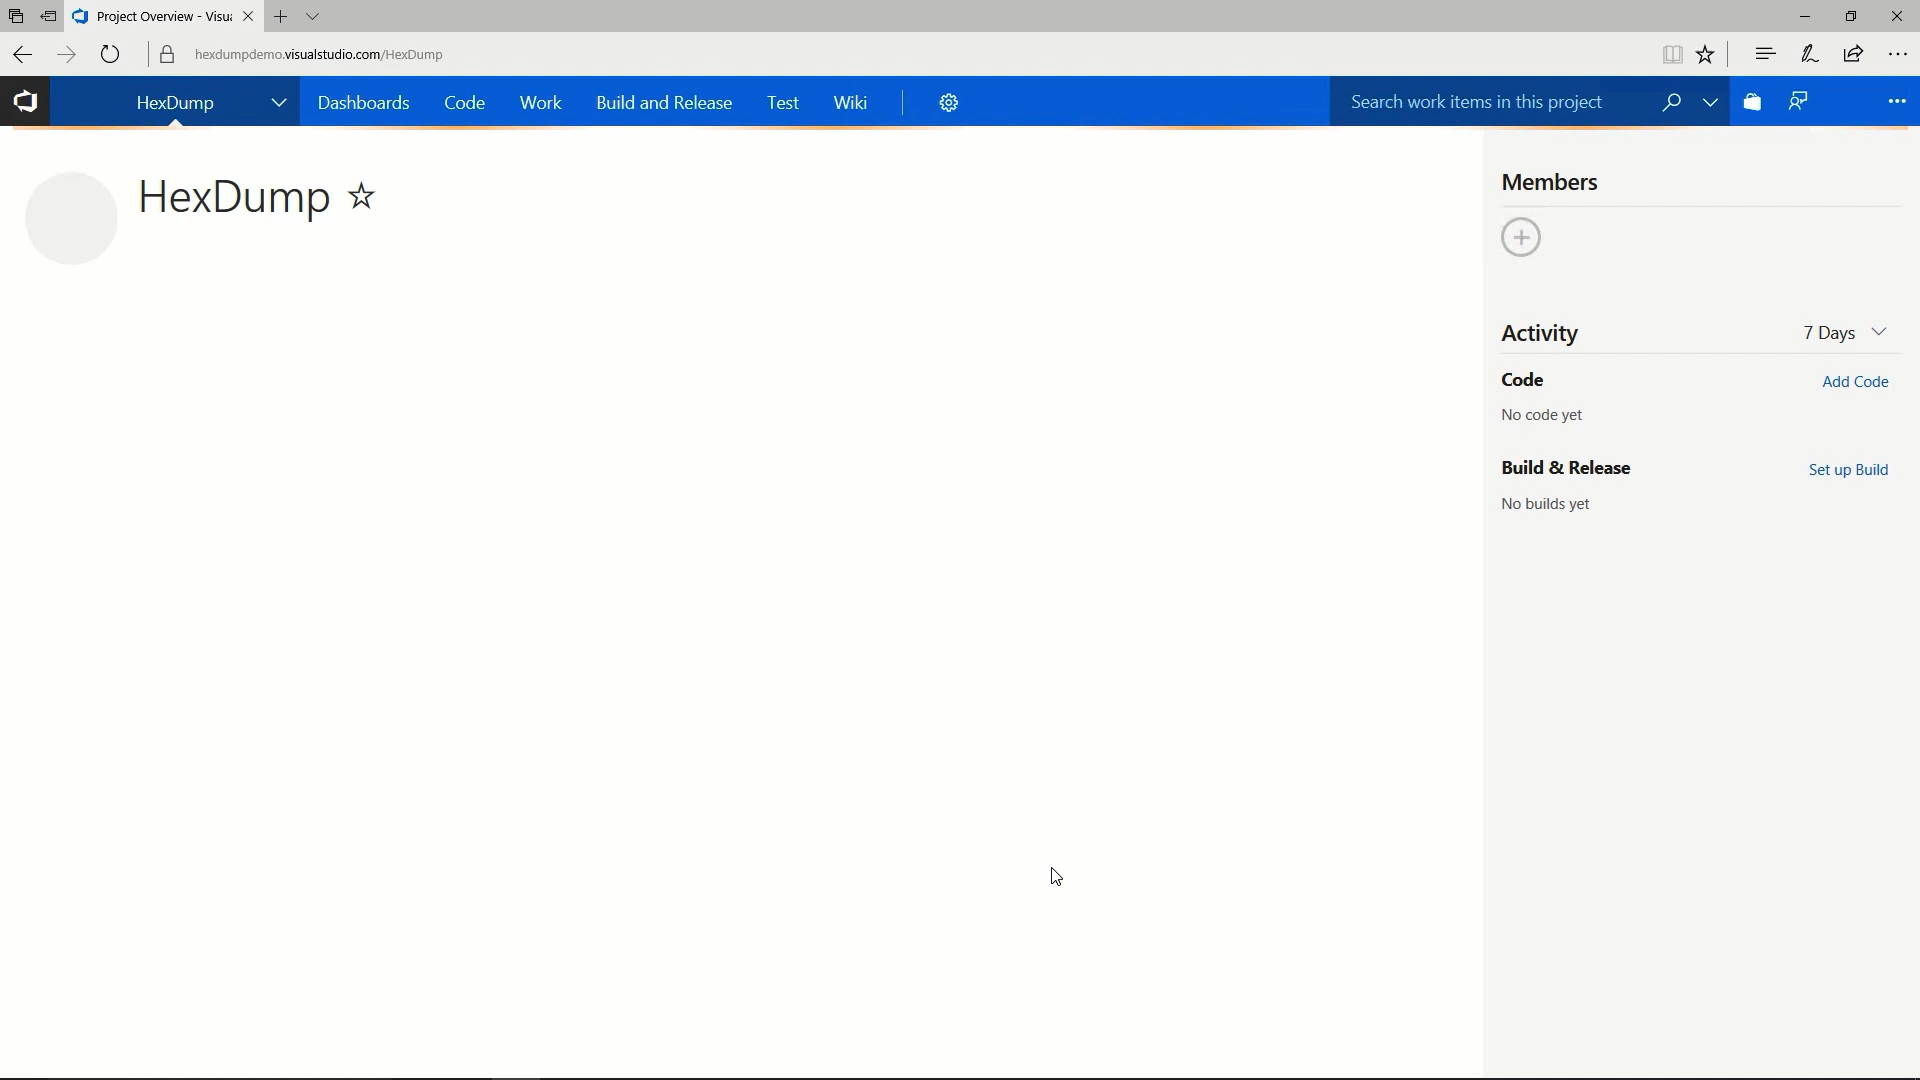 Project Overview - Visua
hexdumpdemo.visualstudio.com/HexDump
HexDump Dashboards Code Work Build and Release Test Wiki Search work items in this project
HexDump
Members
Activity 7 Days
Code Add Code
No code yet
Build & Release Set up Build
No builds yet